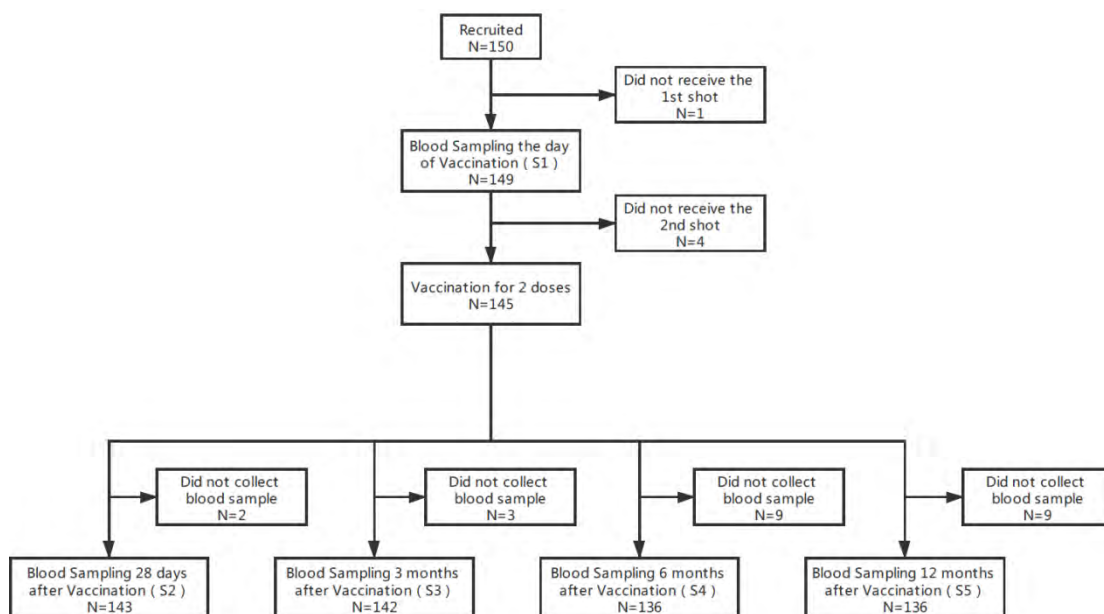 Recruited
N=150
Did not receive the
1st shot
N=1
Blood Sampling the day
of Vaccination ( S1 )
N=149
Did not receive the
2nd shot
N=4
Vaccination for 2 doses
N=145
Did not collect
blood sample
N=2
Did not collect
blood sample
N=3
Did not collect
blood sample
N=9
Did not collect
blood sample
N=9
Blood Sampling 28 days
after Vaccination ( S2 )
N=143
Blood Sampling 3 months
after Vaccination ( S3 )
N=142
Blood Sampling 6 months
after Vaccination ( S4 )
N=136
Blood Sampling 12 months
after Vaccination ( S5 )
N=136